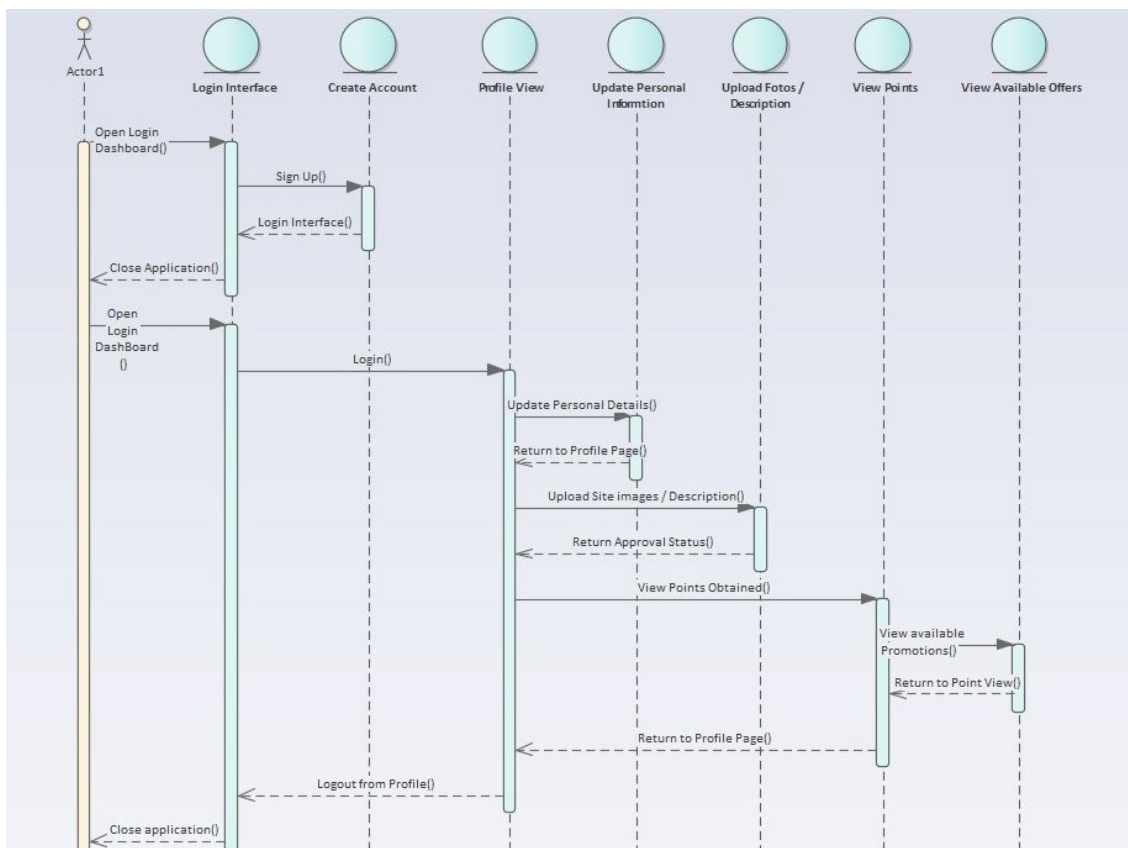 Actor1
Login Interface
Create Account
Profile View
Update Personal
Informtion
Upload Fotos /
Description
View Points
View Available Offers
Open Login
Dashboard()
Sign Up()
Login Interface()
Close Application()
Open
Login
DashBoard
()
Login()
Update Personal Details()
Return to Profile Page()
Upload Site images / Description()
Return Approval Status()
View Points Obtained()
View available
Promotions()
Return to Point View()
Return to Profile Page()
Logout from Profile()
Close application()